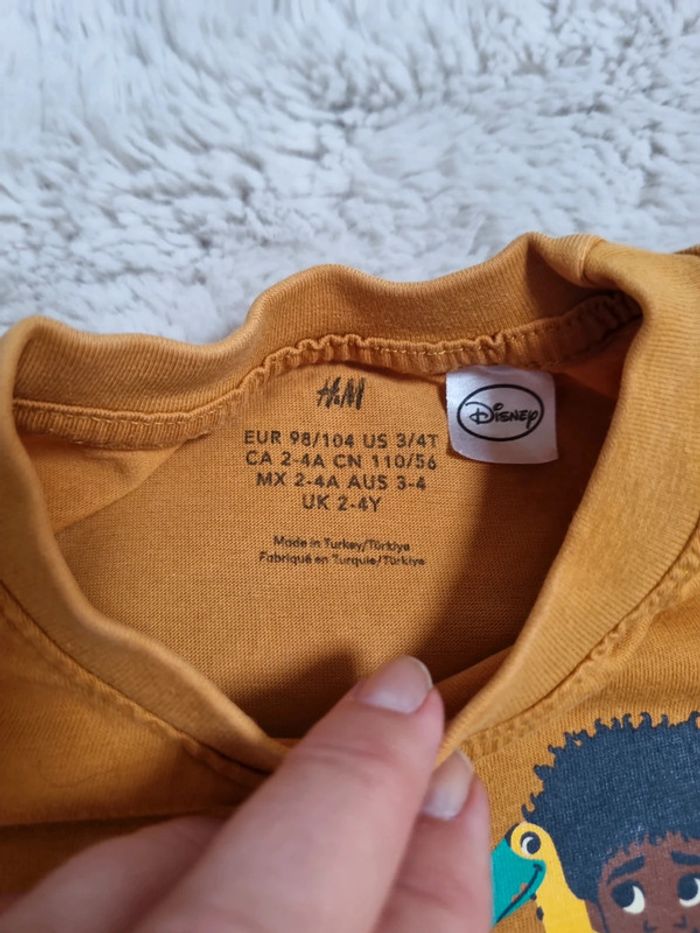 H&M
Disney
EUR 98/104 US 3/4T
CA 2-4A CN 110/56
MX 2-4A AUS 3-4
UK 2-4Y
Made in Turkey/Türkiye
Fabriqué en Turquie/Türkiye